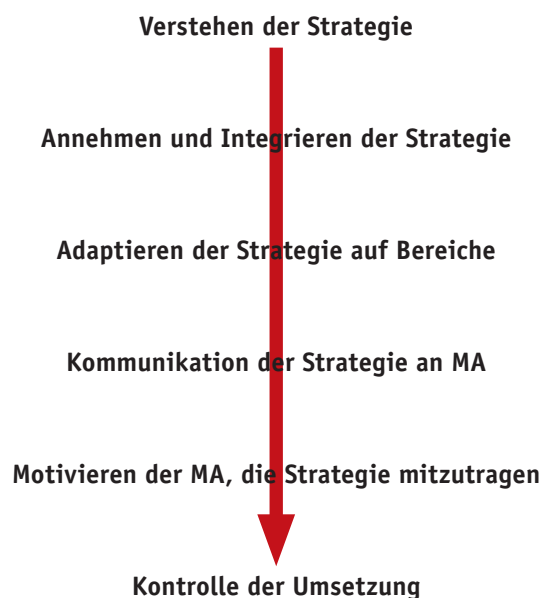 Verstehen der Strategie
Annehmen und Integrieren der Strategie
Adaptieren der Strategie auf Bereiche
Kommunikation der Strategie an MA
Motivieren der MA, die Strategie mitzutragen
Kontrolle der Umsetzung